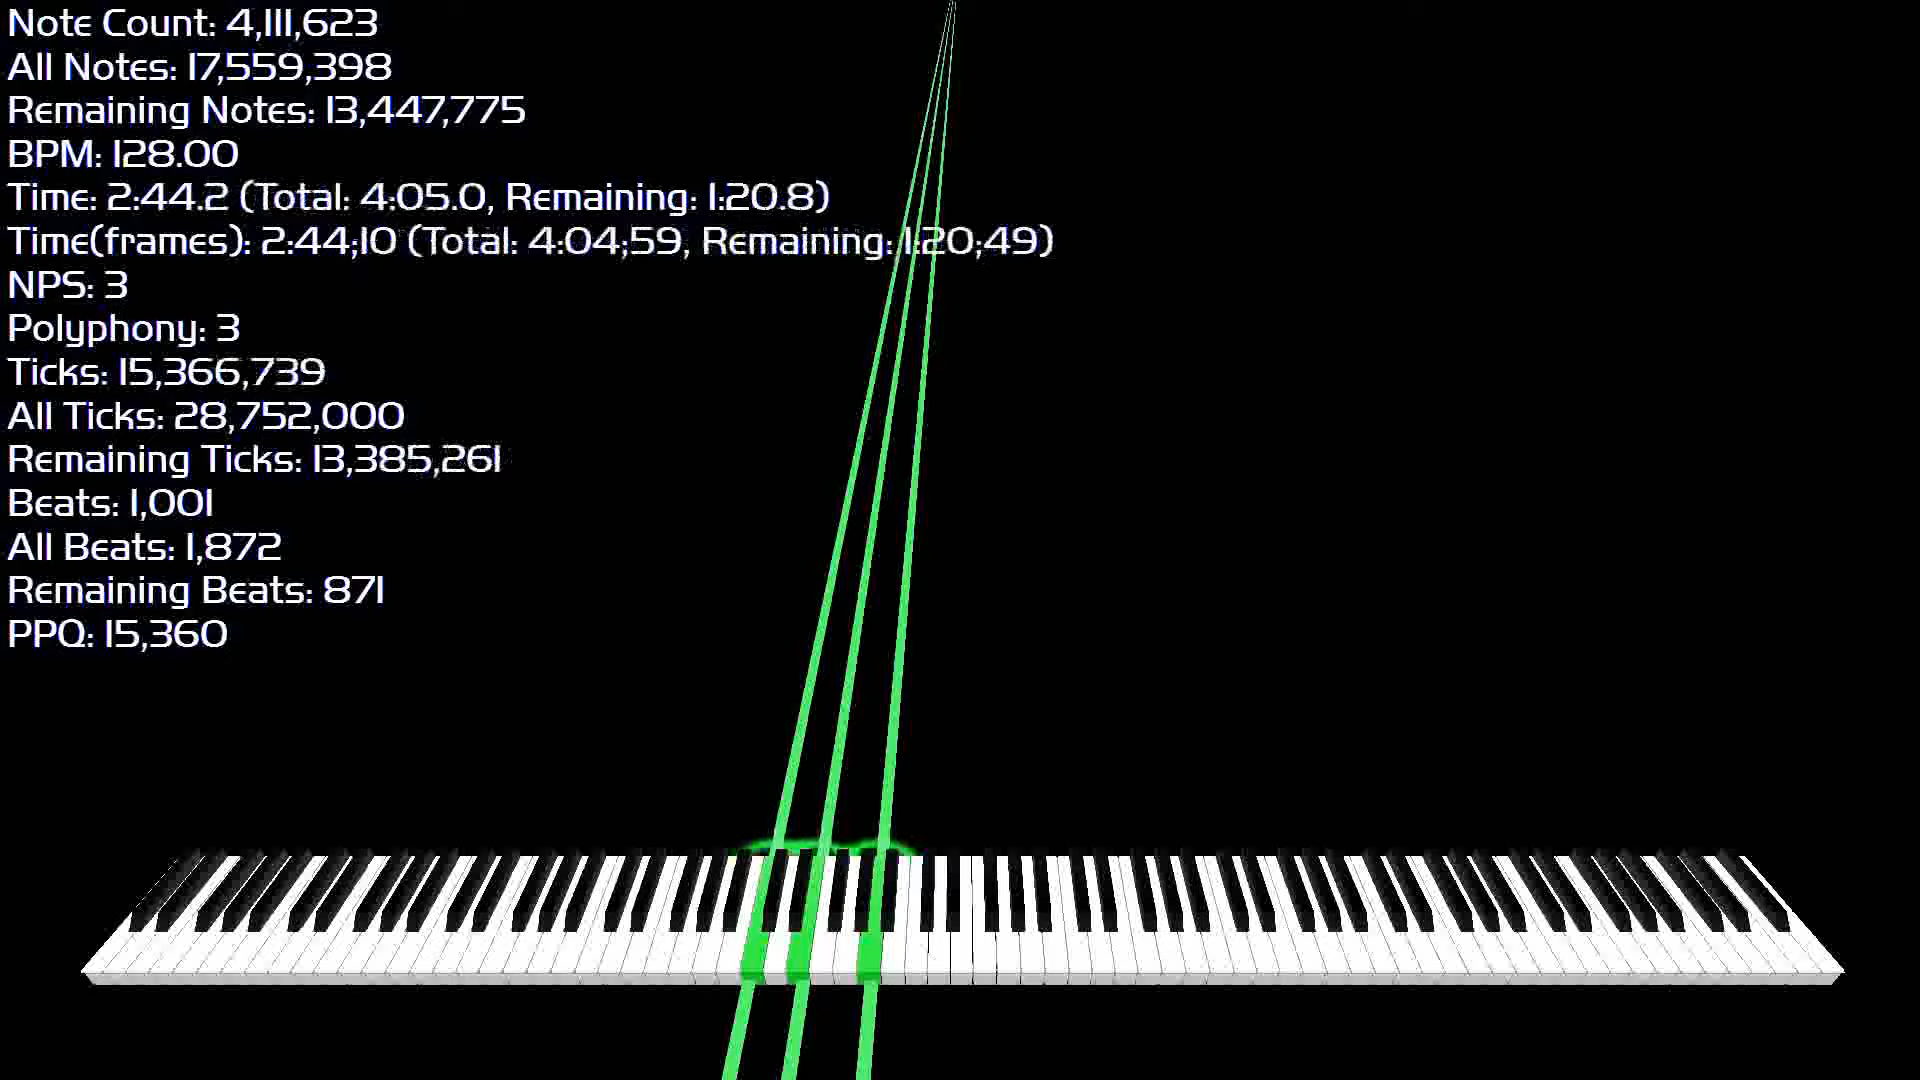 Note Count: 4,111,623
All Notes: 17,559,398
Remaining Notes: 13,447,775
BPM: 128.00
Time: 2:44.2 (Total: 4:05.0, Remaining: 1:20.8)
Time(frames): 2:44;10 (Total: 4:04;59, Remaining: 1:20;49)
NPS: 3
Polyphony: 3
Ticks: 15,366,739
All Ticks: 28,752,000
Remaining Ticks: 13,385,261
Beats: 1,001
All Beats: 1,872
Remaining Beats: 871
PPQ: 15,360